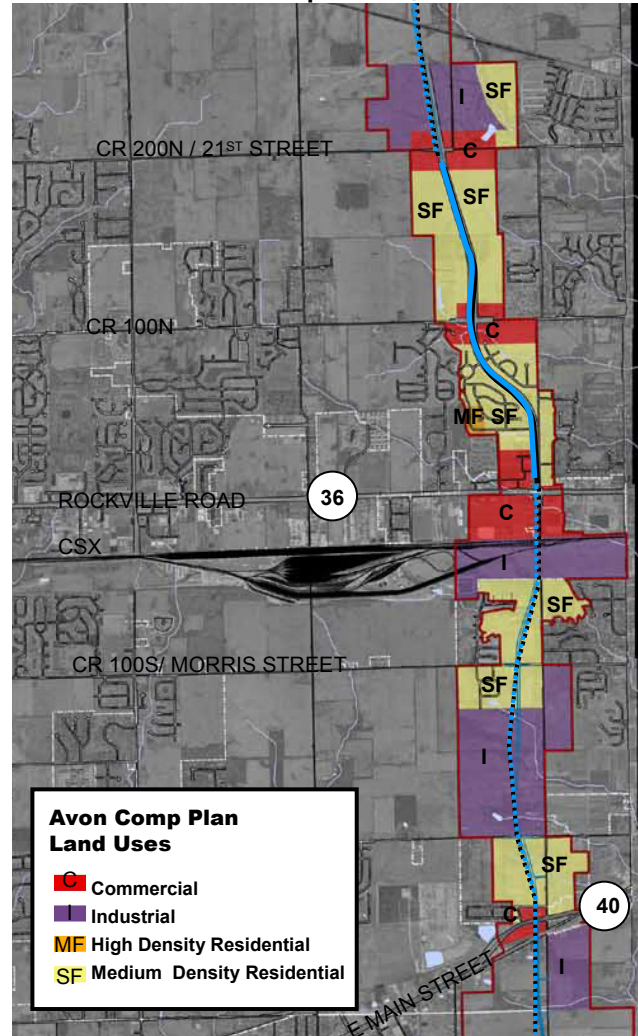 I
SF
CR 200N / 21ST STREET
C
SF
SF
CR 100N
C
MF SF
ROCKVILLE ROAD
36
C
CSX
I
SF
CR 100S/ MORRIS STREET
SF
I
SF
C
40
E MAIN STREET
I
Avon Comp Plan
Land Uses
C Commercial
I Industrial
MF High Density Residential
SF Medium Density Residential